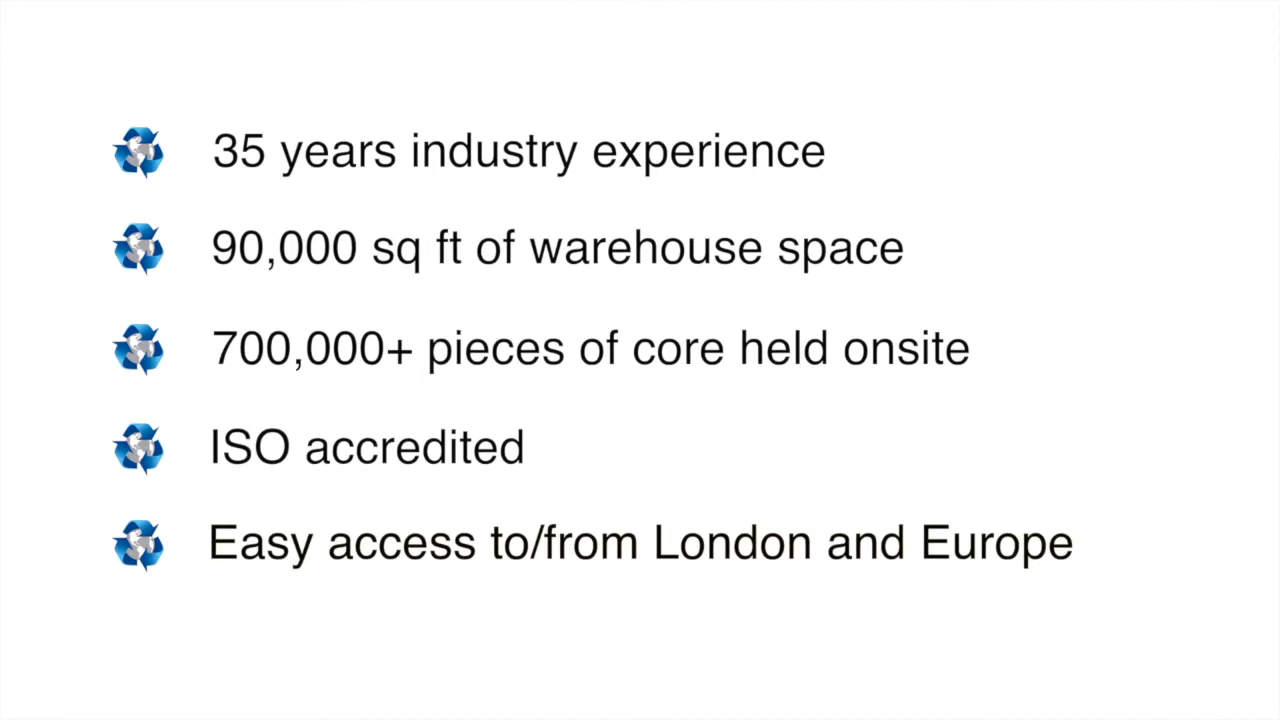 35 years industry experience
90,000 sq ft of warehouse space
700,000+ pieces of core held onsite
ISO accredited
Easy access to/from London and Europe